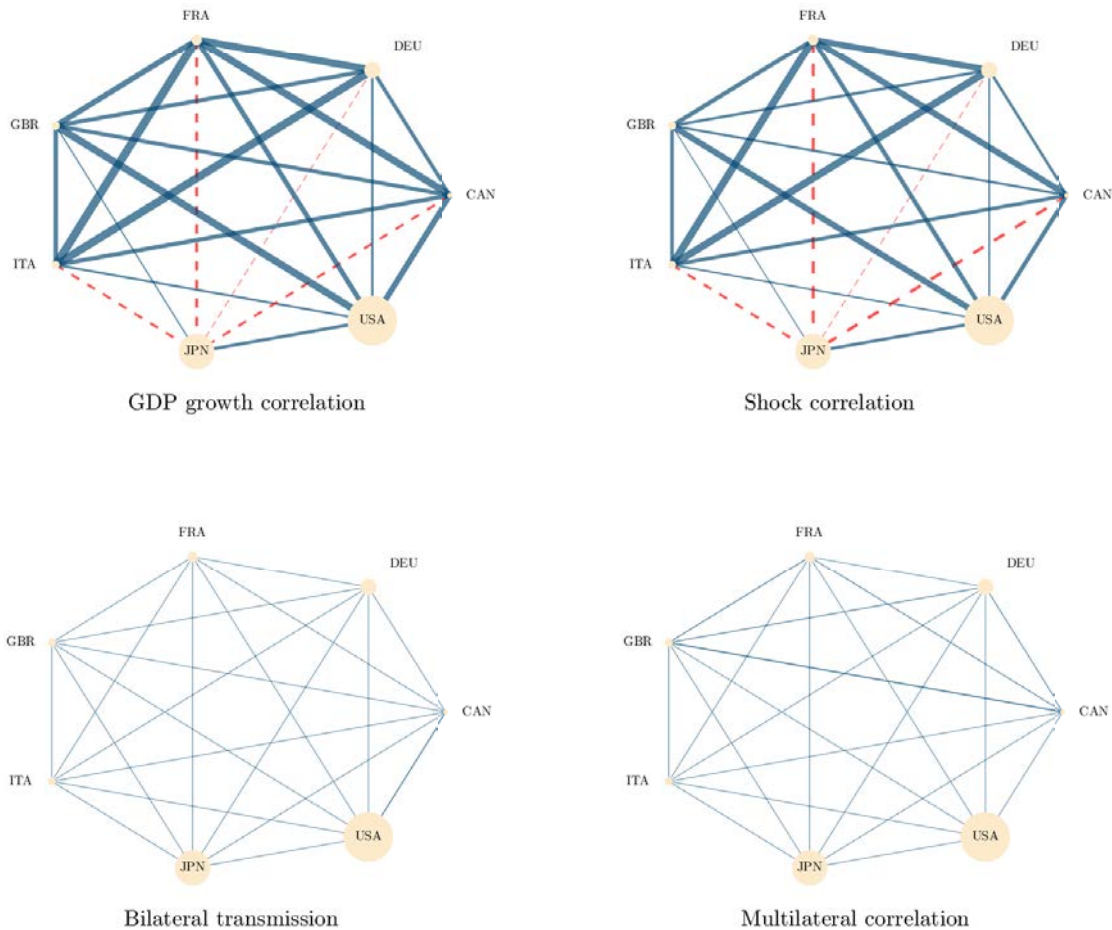 FRA
DEU
GBR
CAN
ITA
USA
JPN
GDP growth correlation
FRA
DEU
GBR
CAN
ITA
USA
JPN
Shock correlation
FRA
DEU
GBR
CAN
ITA
USA
JPN
Bilateral transmission
FRA
DEU
GBR
CAN
ITA
USA
JPN
Multilateral correlation